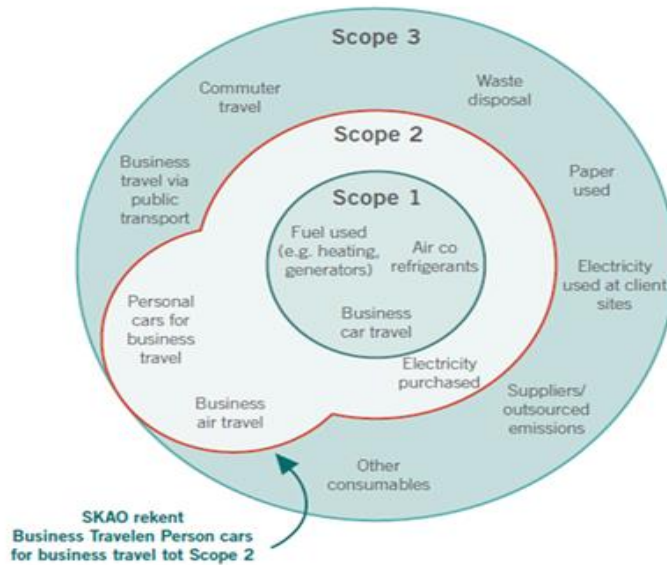 Scope 3
Commuter
travel
Waste
disposal
Scope 2
Business
travel via
public
transport
Paper
used
Scope 1
Fuel used
(e.g. heating,
generators)
Air co
refrigerants
Electricity
used at client
sites
Personal
cars for
business
travel
Business
car travel
Electricity
purchased
Business
air travel
Suppliers/
outsourced
emissions
Other
consumables
SKAO rekent
Business Travelen Person cars
for business travel tot Scope 2